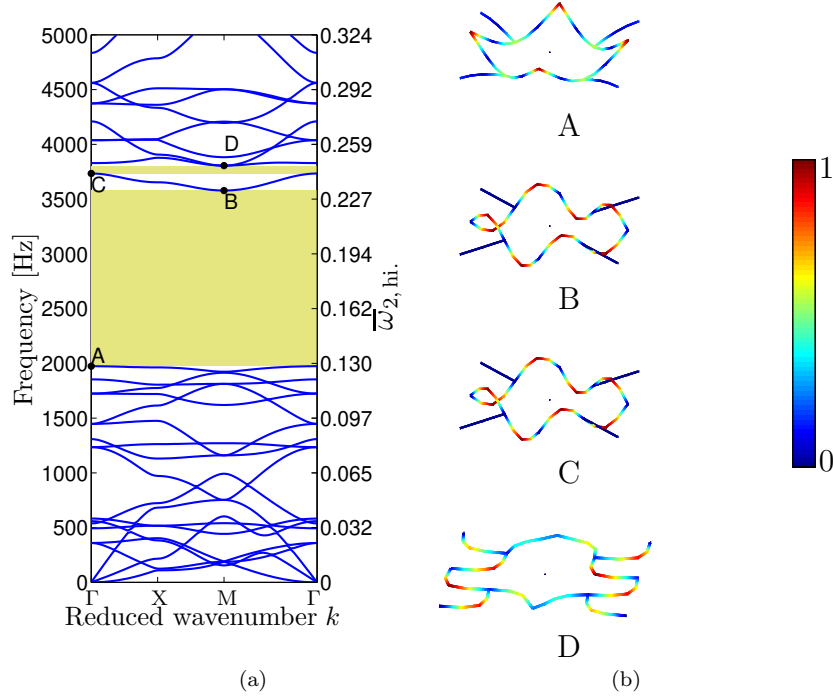 5000
4500
4000
3500
3000
2500
2000
1500
1000
500
0
Frequency [Hz]
D
C
B
A
0.324
0.292
0.259
0.227
0.194
0.162
0.130
0.097
0.065
0.032
0
ω̅2, hi.
Γ X M Γ
Reduced wavenumber k
(a)
A
B
C
D
(b)
1
0